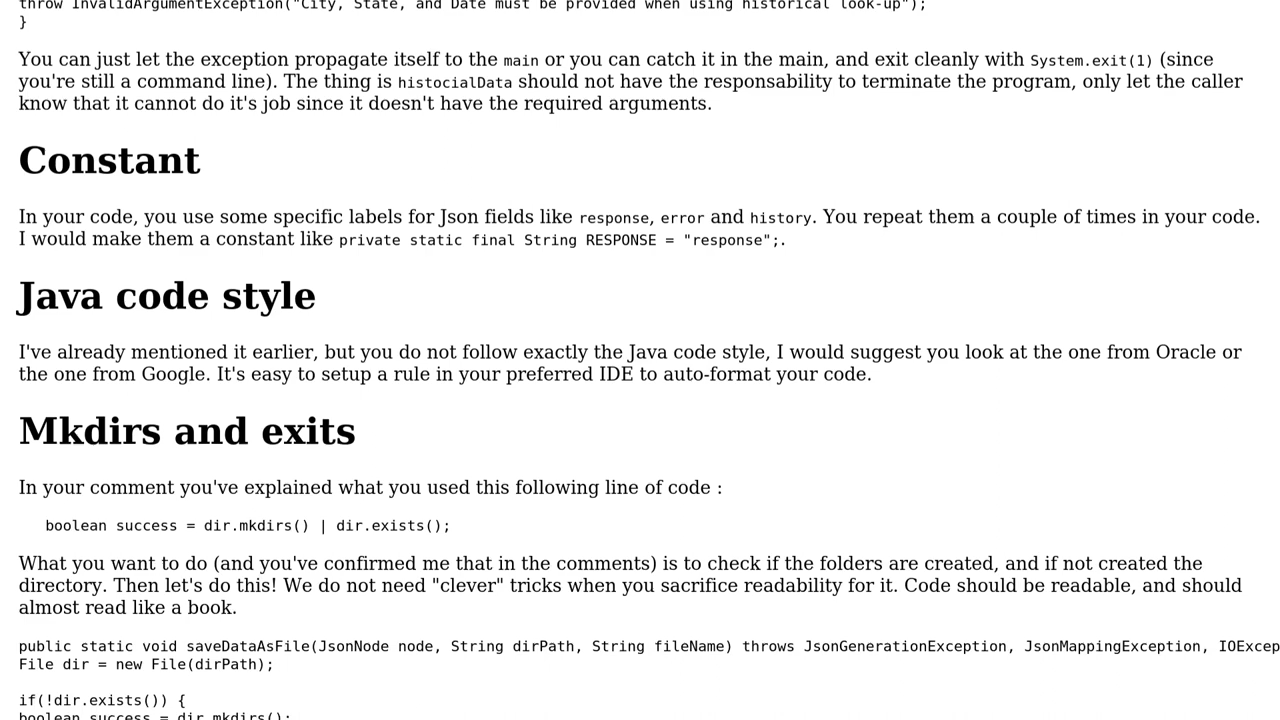 throw InvalidArgumentException("City, State, and Date must be provided when using historical look-up");
}
You can just let the exception propagate itself to the main or you can catch it in the main, and exit cleanly with System.exit(1) (since
you're still a command line). The thing is histocialData should not have the responsability to terminate the program, only let the caller
know that it cannot do it's job since it doesn't have the required arguments.
Constant
In your code, you use some specific labels for Json fields like response, error and history. You repeat them a couple of times in your code.
I would make them a constant like private static final String RESPONSE = "response";.
Java code style
I've already mentioned it earlier, but you do not follow exactly the Java code style, I would suggest you look at the one from Oracle or
the one from Google. It's easy to setup a rule in your preferred IDE to auto-format your code.
Mkdirs and exits
In your comment you've explained what you used this following line of code :
boolean success = dir.mkdirs() | dir.exists();
What you want to do (and you've confirmed me that in the comments) is to check if the folders are created, and if not created the
directory. Then let's do this! We do not need "clever" tricks when you sacrifice readability for it. Code should be readable, and should
almost read like a book.
public static void saveDataAsFile(JsonNode node, String dirPath, String fileName) throws JsonGenerationException, JsonMappingException, IOExcep
File dir = new File(dirPath);
if(!dir.exists()) {
boolean success = dir.mkdirs();